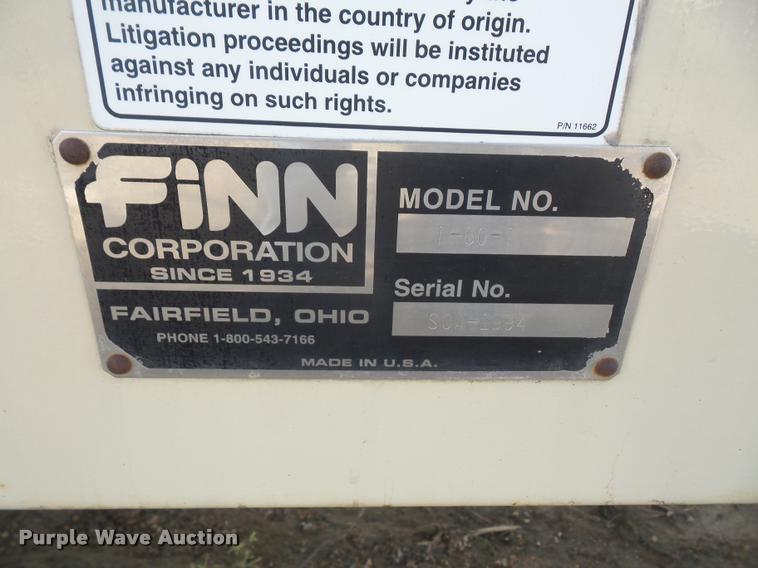 manufacturer in the country of origin.
Litigation proceedings will be instituted
against any individuals or companies
infringing on such rights.
P/N 11662
FINN
CORPORATION
SINCE 1934
FAIRFIELD, OHIO
PHONE 1-800-543-7166
MODEL NO.
Serial No.
MADE IN U.S.A.
Purple Wave Auction